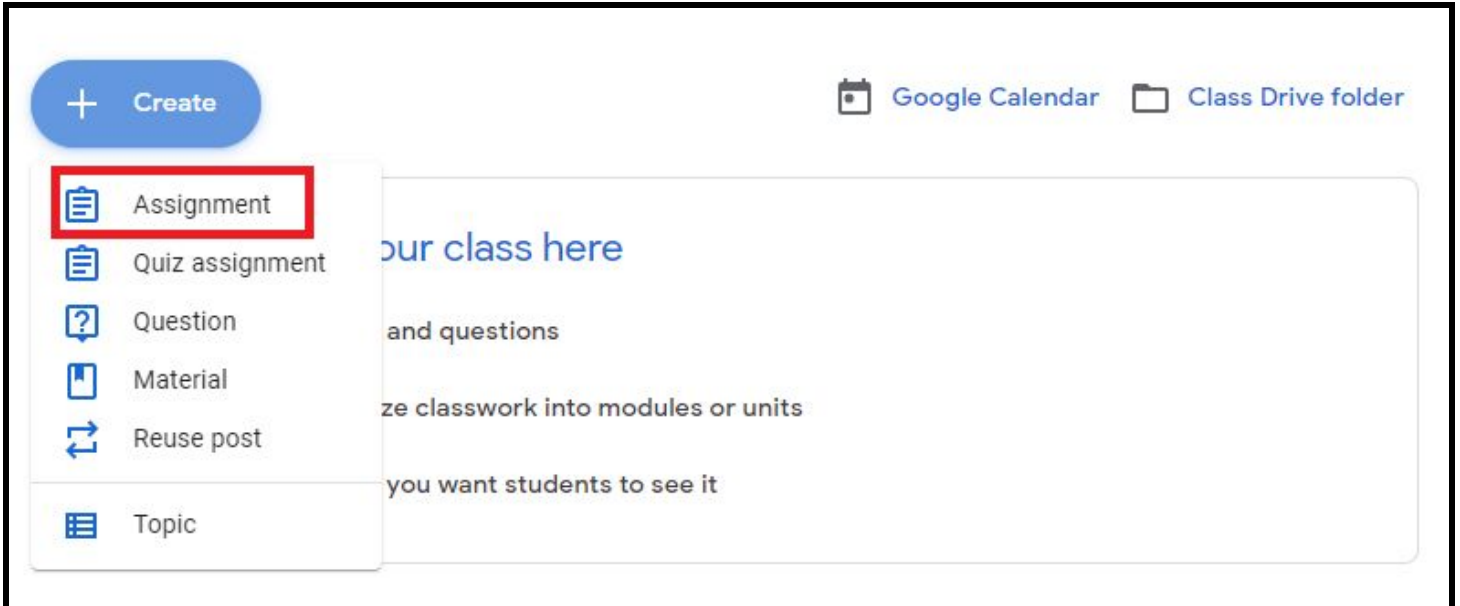 Create
Google Calendar
Class Drive folder
Assignment
Quiz assignment
Question
Material
Reuse post
Topic
our class here
and questions
ze classwork into modules or units
you want students to see it